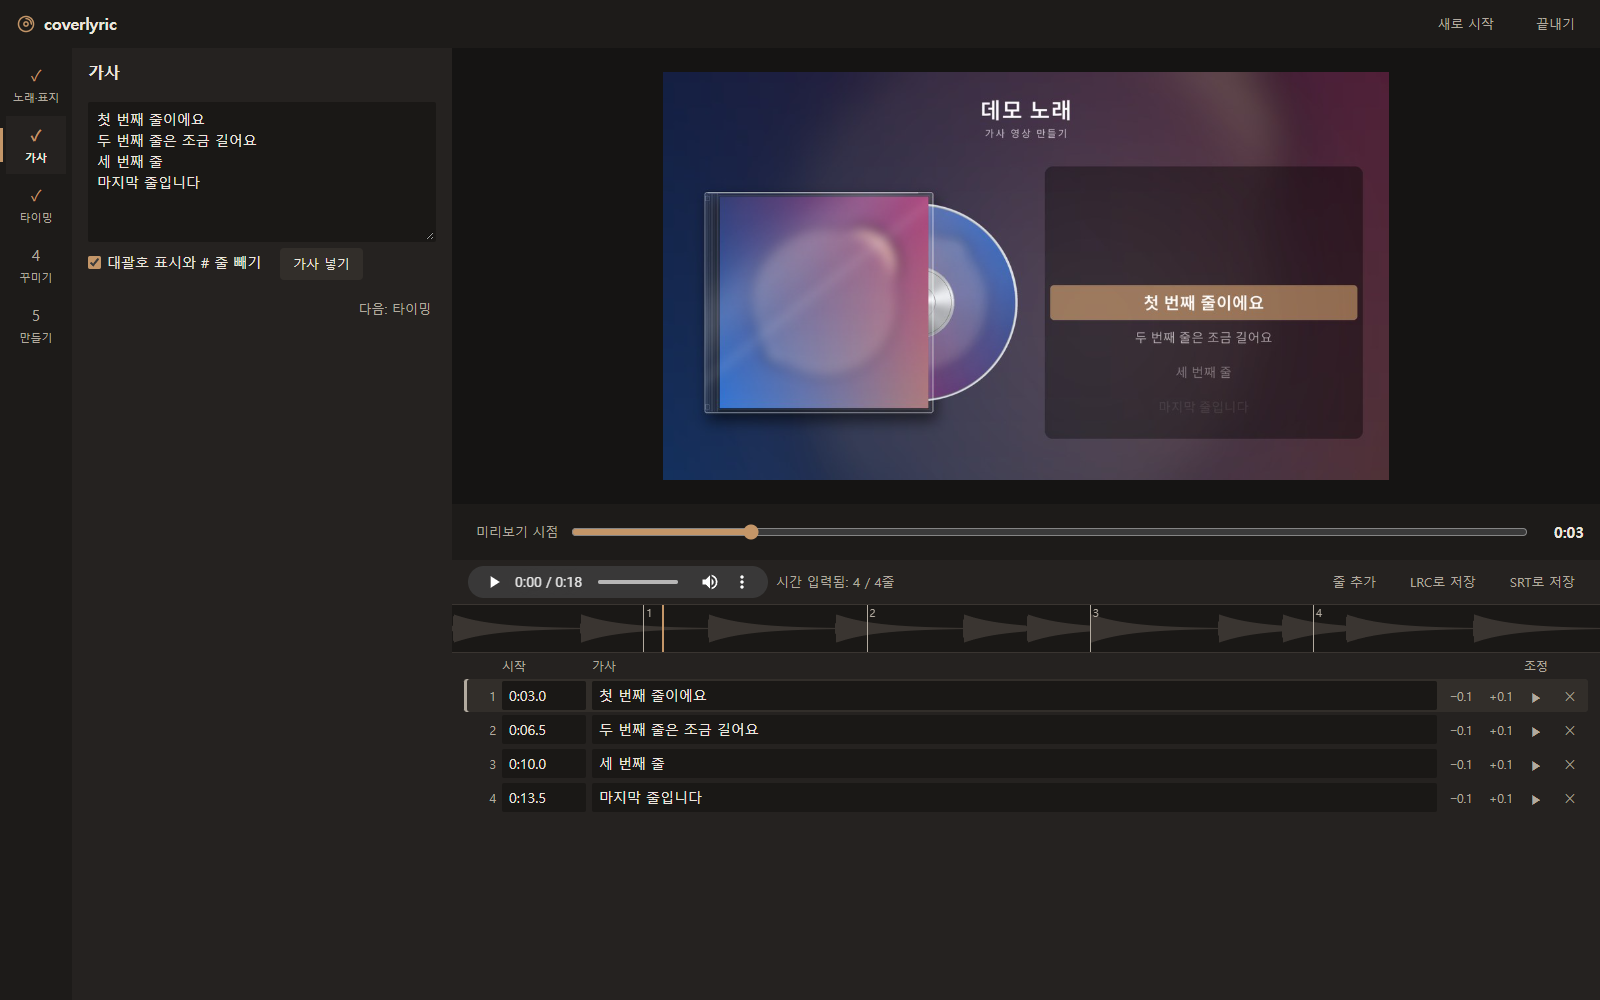 coverlyric
새로 시작
끝내기
✓
노래·표지
✓
가사
✓
타이밍
4
꾸미기
5
만들기
가사
첫 번째 줄이에요
두 번째 줄은 조금 길어요
세 번째 줄
마지막 줄입니다
대괄호 표시와 # 줄 빼기
가사 넣기
다음: 타이밍
데모 노래
가사 영상 만들기
첫 번째 줄이에요
두 번째 줄은 조금 길어요
세 번째 줄
마지막 줄입니다
미리보기 시점
0:03
0:00 / 0:18
시간 입력됨: 4 / 4줄
줄 추가
LRC로 저장
SRT로 저장
1 2 3 4
시작 가사 조정
1 0:03.0 첫 번째 줄이에요 −0.1 +0.1
2 0:06.5 두 번째 줄은 조금 길어요 −0.1 +0.1
3 0:10.0 세 번째 줄 −0.1 +0.1
4 0:13.5 마지막 줄입니다 −0.1 +0.1